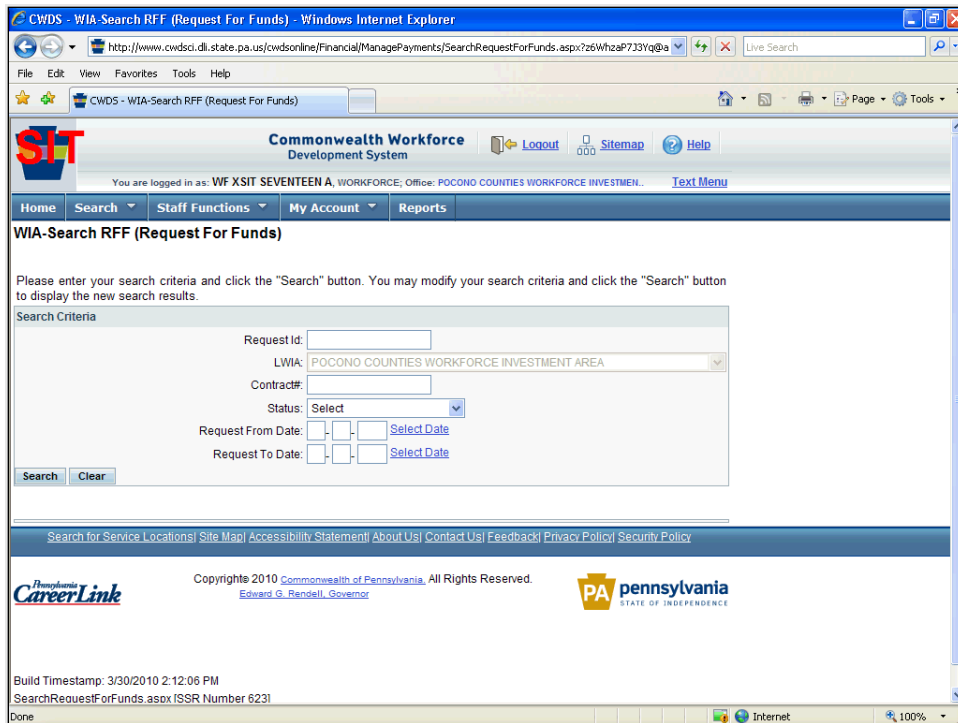 CWDS - WIA-Search RFF (Request For Funds) - Windows Internet Explorer
http://www.cwdsci.dli.state.pa.us/cwdsonline/Financial/ManagePayments/SearchRequestForFunds.aspx?z6WhzaP7J3Yq@a
Live Search
File Edit View Favorites Tools Help
CWDS - WIA-Search RFF (Request For Funds)
Page Tools
SIT
Commonwealth Workforce
Development System
Logout Sitemap Help
You are logged in as: WF XSIT SEVENTEEN A, WORKFORCE; Office: POCONO COUNTIES WORKFORCE INVESTMEN..
Text Menu
Home Search Staff Functions My Account Reports
WIA-Search RFF (Request For Funds)
Please enter your search criteria and click the "Search" button. You may modify your search criteria and click the "Search" button
to display the new search results.
Search Criteria
Request Id:
LWIA: POCONO COUNTIES WORKFORCE INVESTMENT AREA
Contract#:
Status: Select
Request From Date: - - Select Date
Request To Date: - - Select Date
Search Clear
Search for Service Locations| Site Map| Accessibility Statement| About Us| Contact Us| Feedback| Privacy Policy| Security Policy
Pennsylvania
CareerLink
Copyright© 2010 Commonwealth of Pennsylvania. All Rights Reserved.
Edward G. Rendell, Governor
PA pennsylvania
STATE OF INDEPENDENCE
Build Timestamp: 3/30/2010 2:12:06 PM
SearchRequestForFunds.aspx [SSR Number 623]
Done Internet 100%